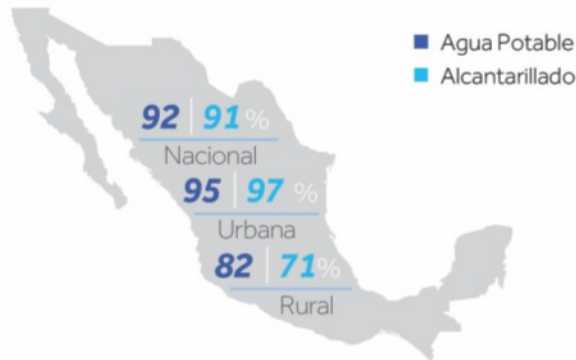 Agua Potable
Alcantarillado
92 91%
Nacional
95 97 %
Urbana
82 71%
Rural